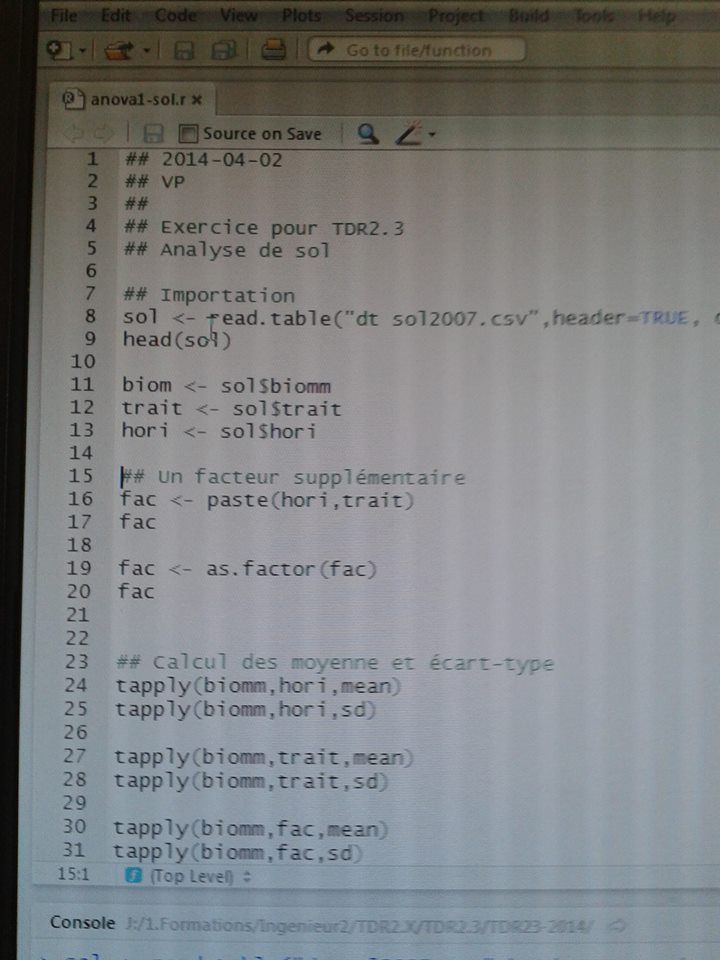 File Edit Code View Plots Session Project Build Tools Help
Go to file/function
anova1-sol.r
Source on Save
1 ## 2014-04-02
2 ## VP
3 ##
4 ## Exercice pour TDR2.3
5 ## Analyse de sol
6
7 ## Importation
8 sol <- read.table("dt sol2007.csv",header=TRUE,
9 head(sol)
10
11 biom <- sol$biomm
12 trait <- sol$trait
13 hori <- sol$hori
14
15 ## Un facteur supplémentaire
16 fac <- paste(hori,trait)
17 fac
18
19 fac <- as.factor(fac)
20 fac
21
22
23 ## Calcul des moyenne et écart-type
24 tapply(biomm,hori,mean)
25 tapply(biomm,hori,sd)
26
27 tapply(biomm,trait,mean)
28 tapply(biomm,trait,sd)
29
30 tapply(biomm,fac,mean)
31 tapply(biomm,fac,sd)
15:1 (Top Level)
Console J:/1.Formations/Ingenieur2/TDR2.X/TDR2.3/TDR23-2014/